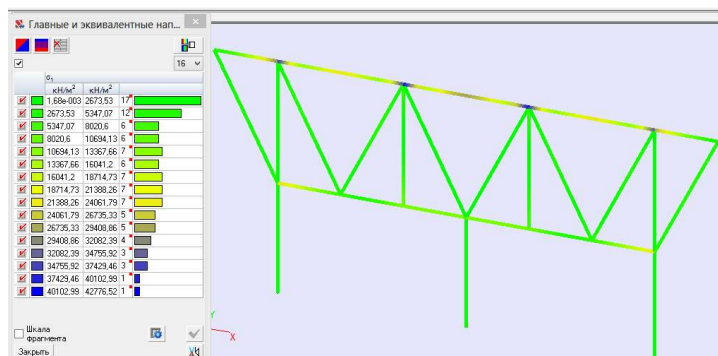 Главные и эквивалентные нап...
16
σ₁
кН/м² кН/м²
1,68e-003 2673,53 17
2673,53 5347,07 12
5347,07 8020,6 6
8020,6 10694,13 6
10694,13 13367,66 7
13367,66 16041,2 6
16041,2 18714,73 7
18714,73 21388,26 7
21388,26 24061,79 7
24061,79 26735,33 5
26735,33 29408,86 5
29408,86 32082,39 4
32082,39 34755,92 3
34755,92 37429,46 3
37429,46 40102,99 1
40102,99 42776,52 1
Шкала
фрагмента
Закрыть
Y
X